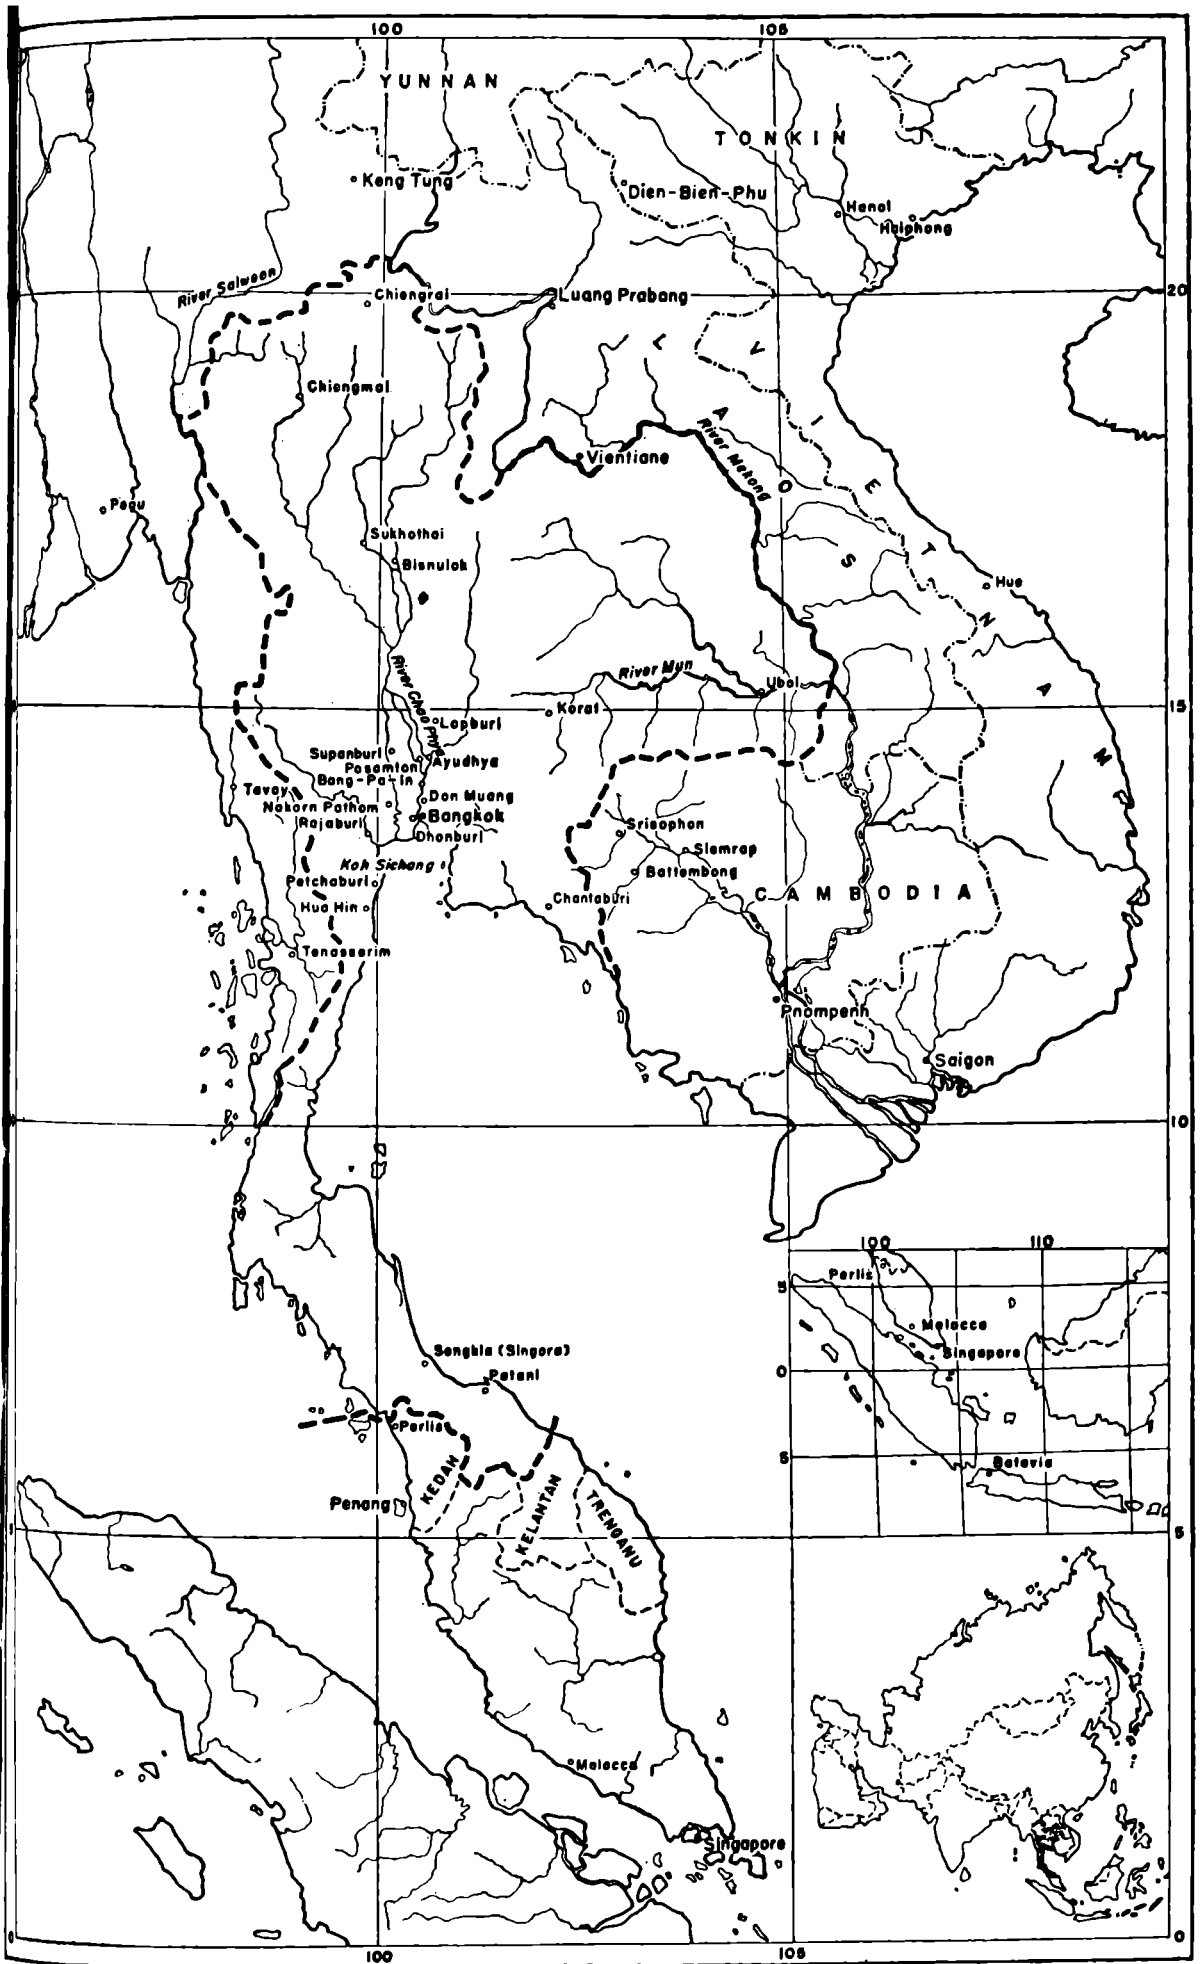 100 105
YUNNAN
TONKIN
Keng Tung
Dien-Bien-Phu
Hanoi
Haiphong
River Salween
Chiengrai
Luang Prabang
20
LAOS
VIETNAM
Chiengmai
River Mekong
Vientiane
Pegu
Sukhothai
Bisnulok
Hue
River Chao Phya
River Mun
Ubol
Lopburi
Korat
15
Supanburi
Ayudhya
Posamton
Bang-Pa-In
Tavoy
Don Muang
Nakorn Pathom
Bangkok
Rajaburi
Dhonburi
Srisophon
Siemrap
Koh Sichang
Battambong
Petchaburi
CAMBODIA
Hua Hin
Chantaburi
Tenasserim
Pnompenh
Saigon
10
100 110
Perlis
5
Malacca
Singapore
0
5
Batavia
Songkla (Singora)
Patani
Perlis
KEDAH
KELANTAN
TRENGANU
Penang
5
Malacca
Singapore
0
100 105